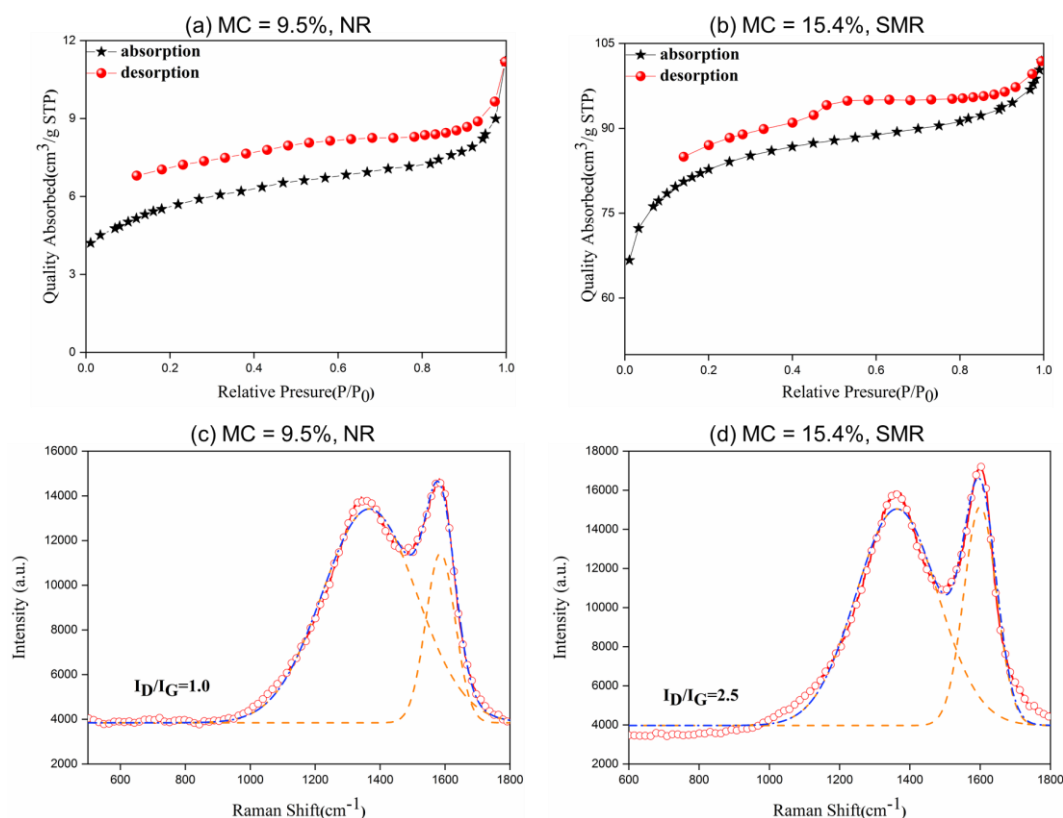 (a) MC = 9.5%, NR
absorption
desorption
Quality Absorbed(cm³/g STP)
12
9
6
3
0
0.0 0.2 0.4 0.6 0.8 1.0
Relative Presure(P/P₀)
(b) MC = 15.4%, SMR
absorption
desorption
Quality Absorbed(cm³/g STP)
105
90
75
60
0.0 0.2 0.4 0.6 0.8 1.0
Relative Presure(P/P₀)
(c) MC = 9.5%, NR
Intensity (a.u.)
16000
14000
12000
10000
8000
6000
4000
2000
I_D/I_G=1.0
600 800 1000 1200 1400 1600 1800
Raman Shift(cm⁻¹)
(d) MC = 15.4%, SMR
Intensity (a.u.)
18000
16000
14000
12000
10000
8000
6000
4000
2000
I_D/I_G=2.5
600 800 1000 1200 1400 1600 1800
Raman Shift(cm⁻¹)